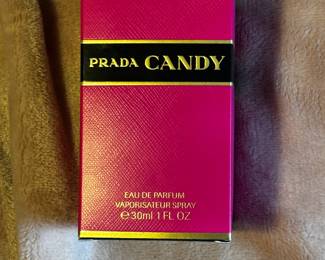 PRADA CANDY
EAU DE PARFUM
VAPORISATEUR SPRAY
℮30ml 1 FL OZ